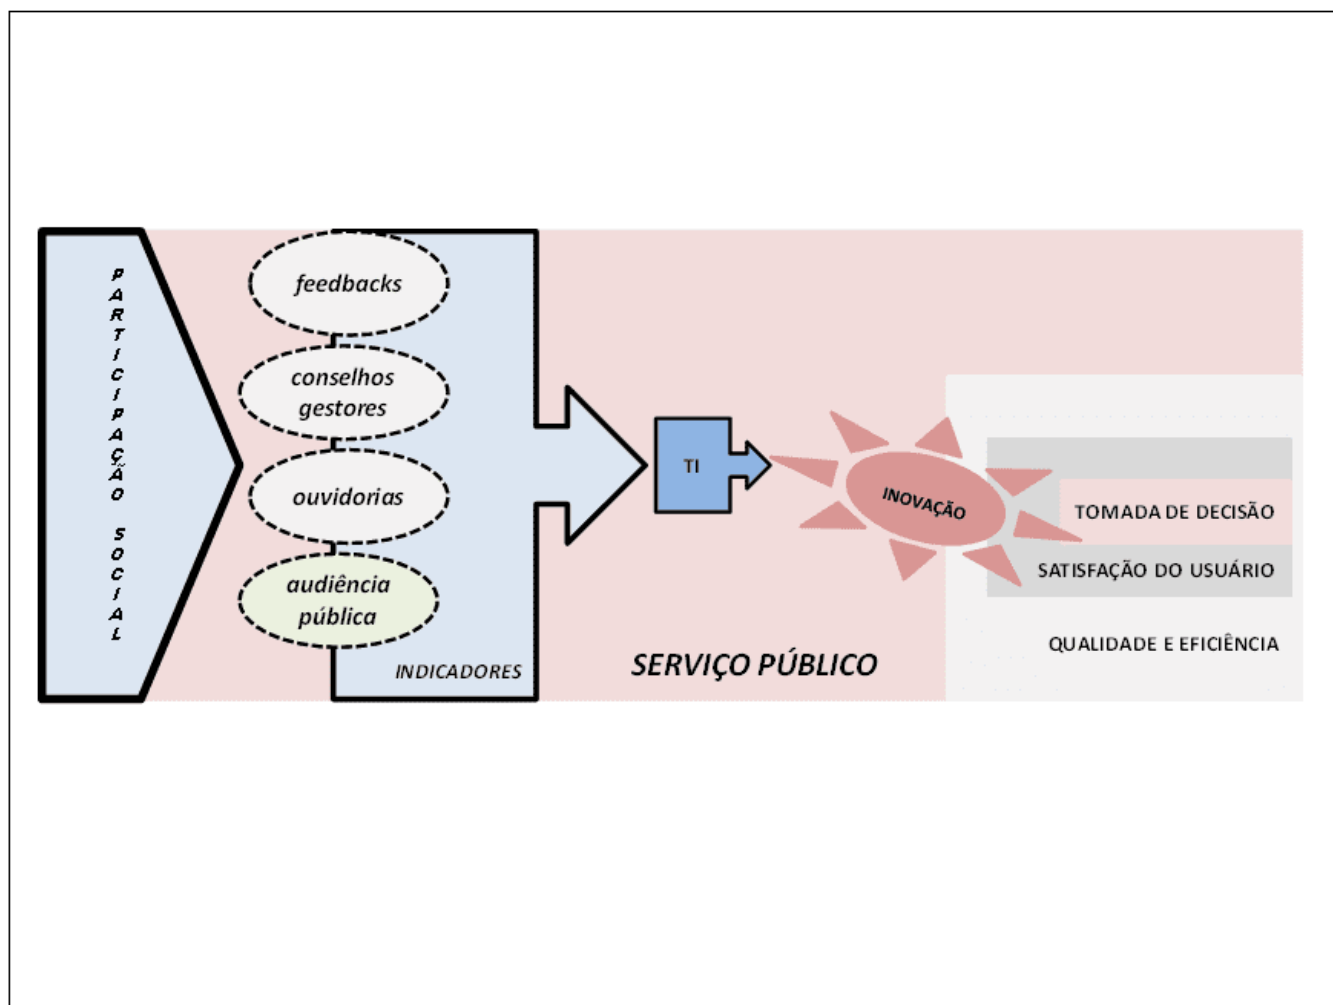 PARTICIPAÇÃO SOCIAL
feedbacks
conselhos
gestores
ouvidorias
audiência
pública
INDICADORES
TI
INOVAÇÃO
SERVIÇO PÚBLICO
TOMADA DE DECISÃO
SATISFAÇÃO DO USUÁRIO
QUALIDADE E EFICIÊNCIA